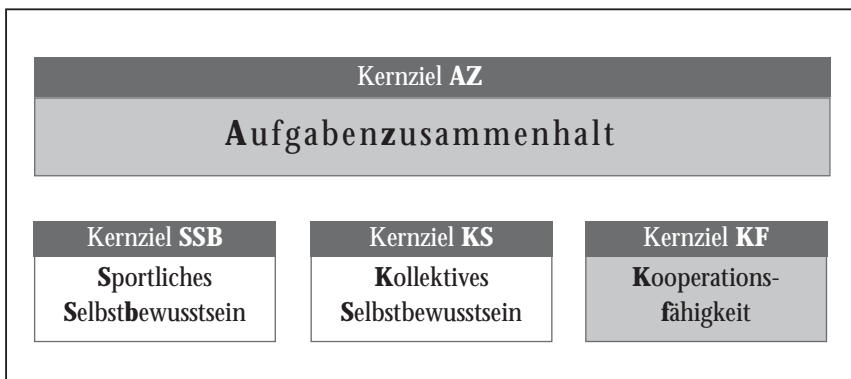 Kernziel AZ
Aufgabenzusammenhalt
Kernziel SSB
Sportliches
Selbstbewusstsein
Kernziel KS
Kollektives
Selbstbewusstsein
Kernziel KF
Kooperations-
fähigkeit